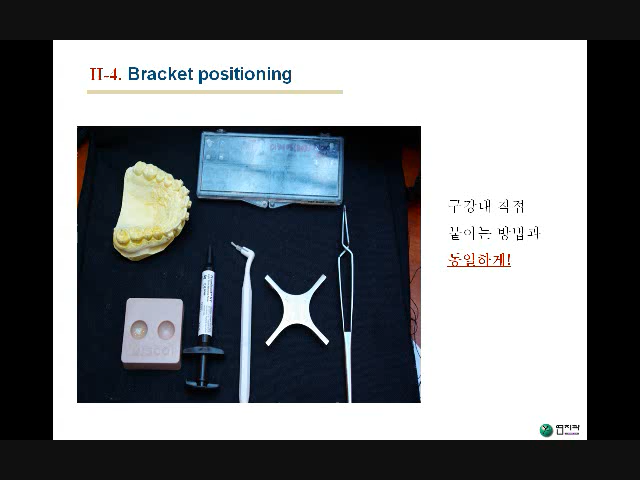 II-4. Bracket positioning
구강내 직접
붙이는 방법과
동일하게!